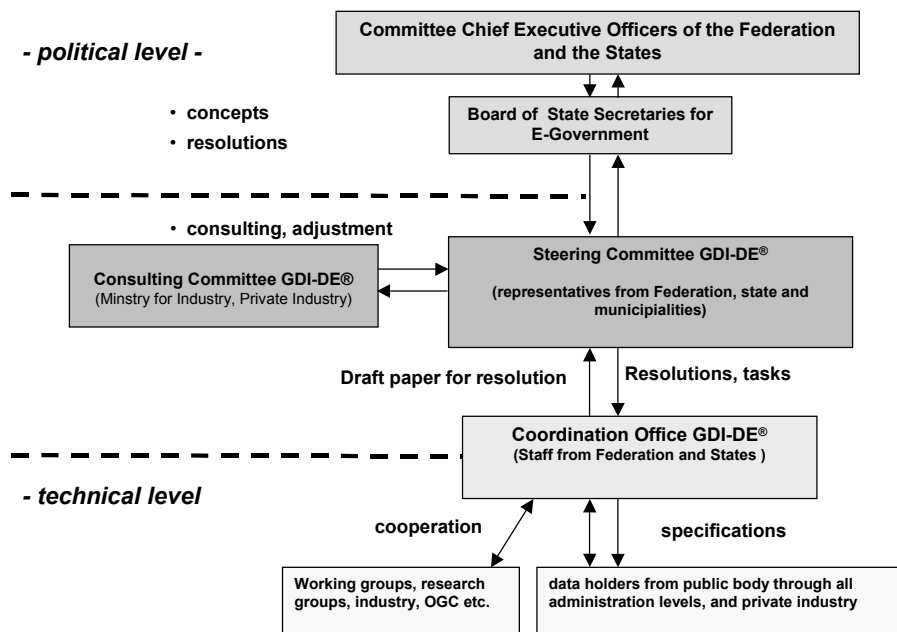 Committee Chief Executive Officers of the Federation
and the States
- political level -
• concepts
• resolutions
Board of State Secretaries for
E-Government
• consulting, adjustment
Consulting Committee GDI-DE®
(Minstry for Industry, Private Industry)
Steering Committee GDI-DE®
(representatives from Federation, state and
municipialities)
Draft paper for resolution
Resolutions, tasks
Coordination Office GDI-DE®
(Staff from Federation and States )
- technical level
cooperation
specifications
Working groups, research
groups, industry, OGC etc.
data holders from public body through all
administration levels, and private industry